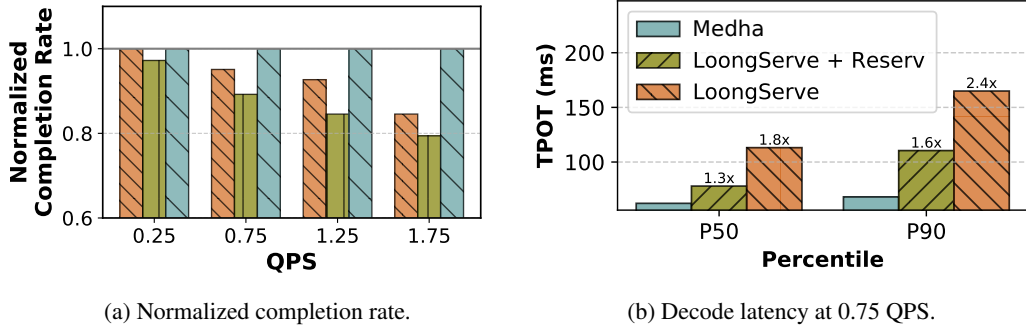 Normalized
Completion Rate
1.0
0.8
0.6
0.25
0.75
1.25
1.75
QPS
(a) Normalized completion rate.
TPOT (ms)
200
150
100
Medha
LoongServe + Reserv
LoongServe
1.3x
1.8x
1.6x
2.4x
P50
P90
Percentile
(b) Decode latency at 0.75 QPS.